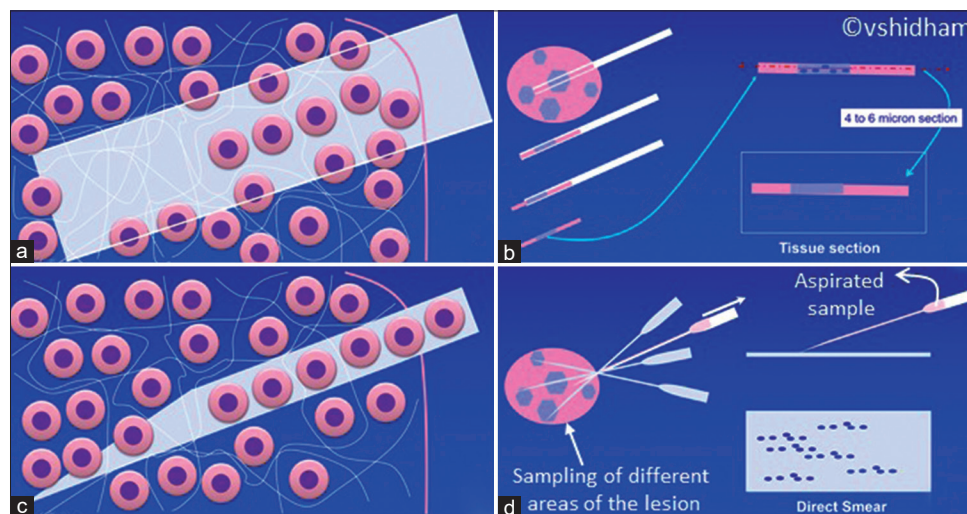 a
b
©vshidham
4 to 6 micron section
Tissue section
c
d
Aspirated
sample
Sampling of different
areas of the lesion
Direct Smear